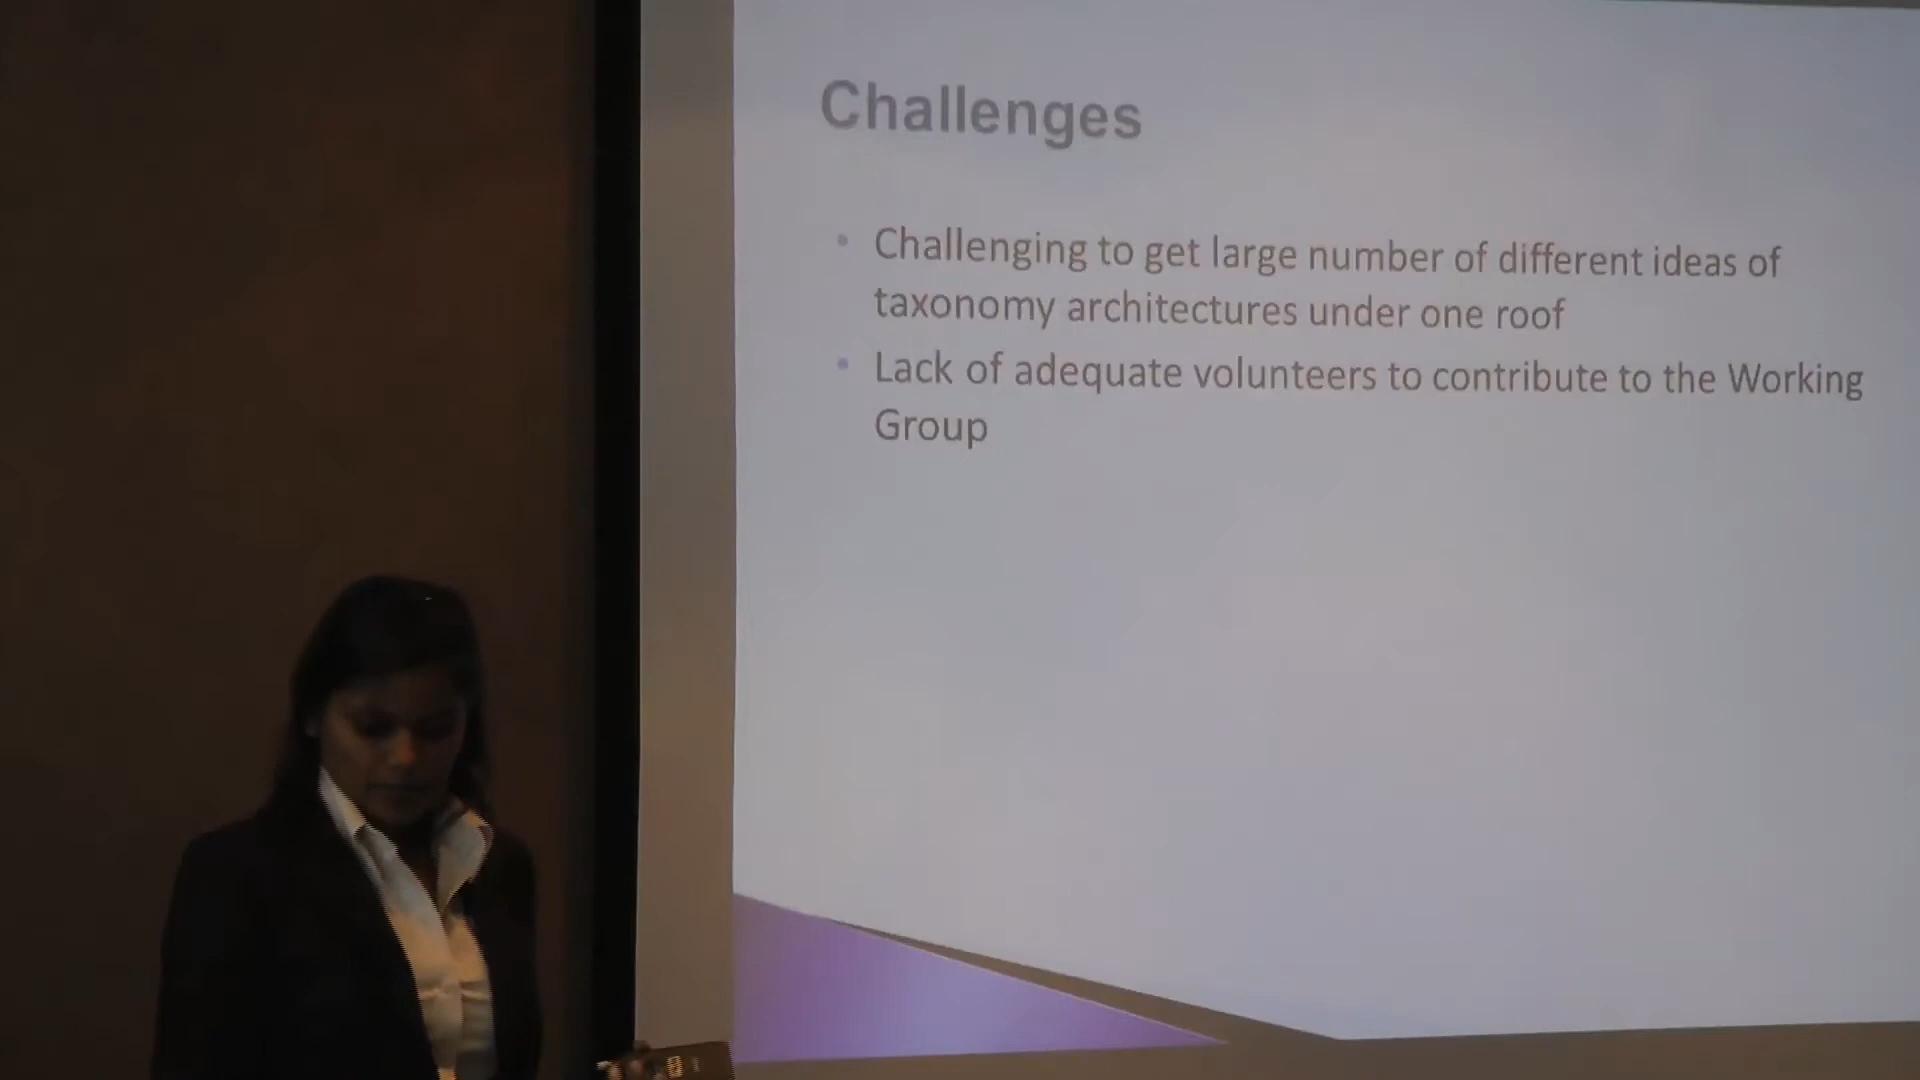 Challenges
• Challenging to get large number of different ideas of
taxonomy architectures under one roof
• Lack of adequate volunteers to contribute to the Working
Group